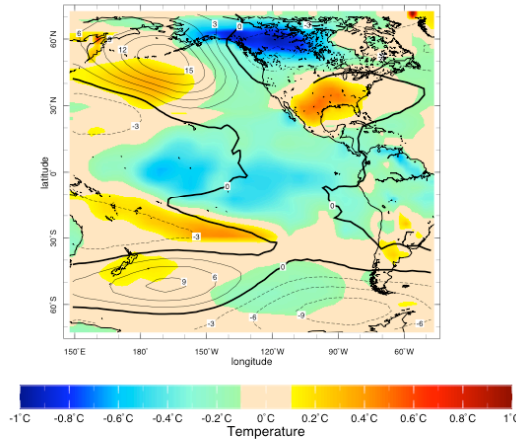 60˚N
30˚N
0˚
30˚S
60˚S
latitude
6
3
12
15
0
-3
0
0
-3
0
6
9
-3
-6
-9
-6
150˚E
180˚
150˚W
120˚W
90˚W
60˚W
longitude
-1˚C
-0.8˚C
-0.6˚C
-0.4˚C
-0.2˚C
0˚C
0.2˚C
0.4˚C
0.6˚C
0.8˚C
1˚C
Temperature